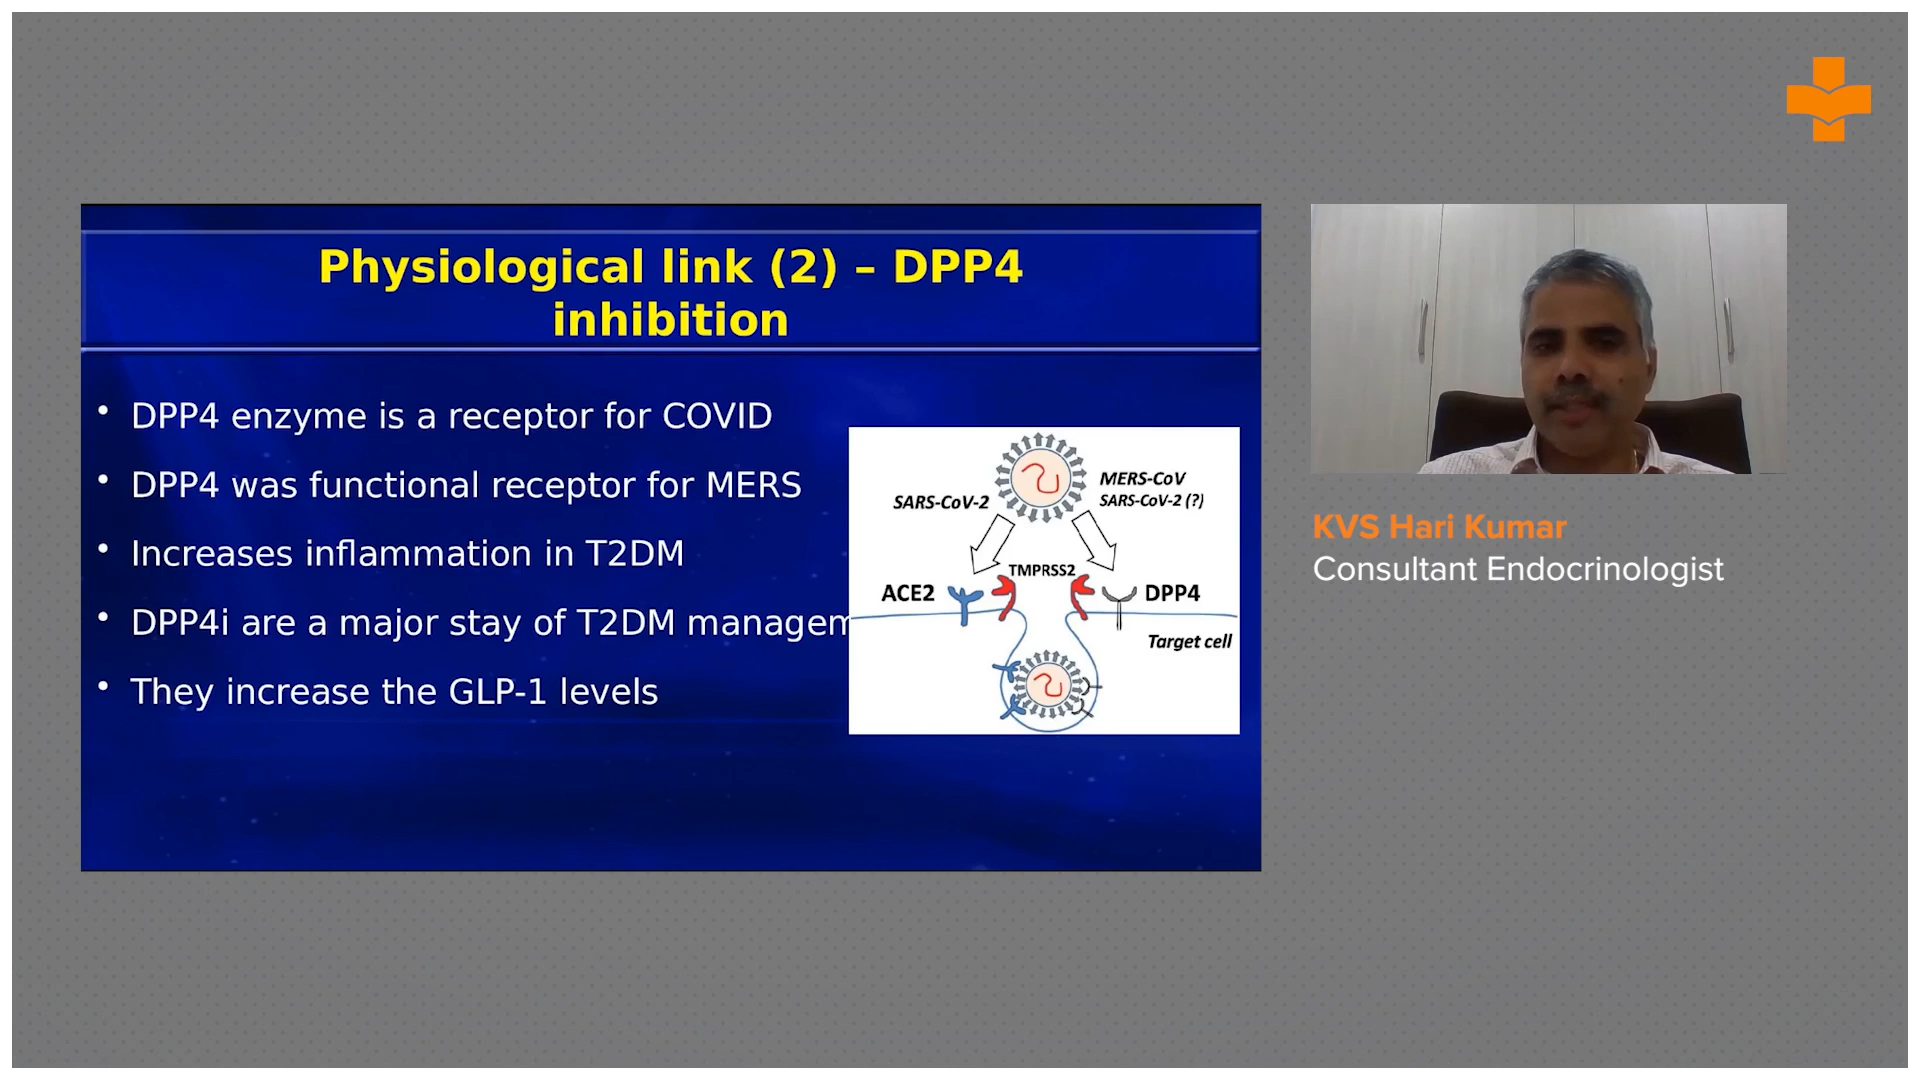 Physiological link (2) – DPP4
inhibition
• DPP4 enzyme is a receptor for COVID
• DPP4 was functional receptor for MERS
• Increases inflammation in T2DM
• DPP4i are a major stay of T2DM managem
• They increase the GLP-1 levels
SARS-CoV-2
MERS-CoV
SARS-CoV-2 (?)
TMPRSS2
ACE2
DPP4
Target cell
KVS Hari Kumar
Consultant Endocrinologist